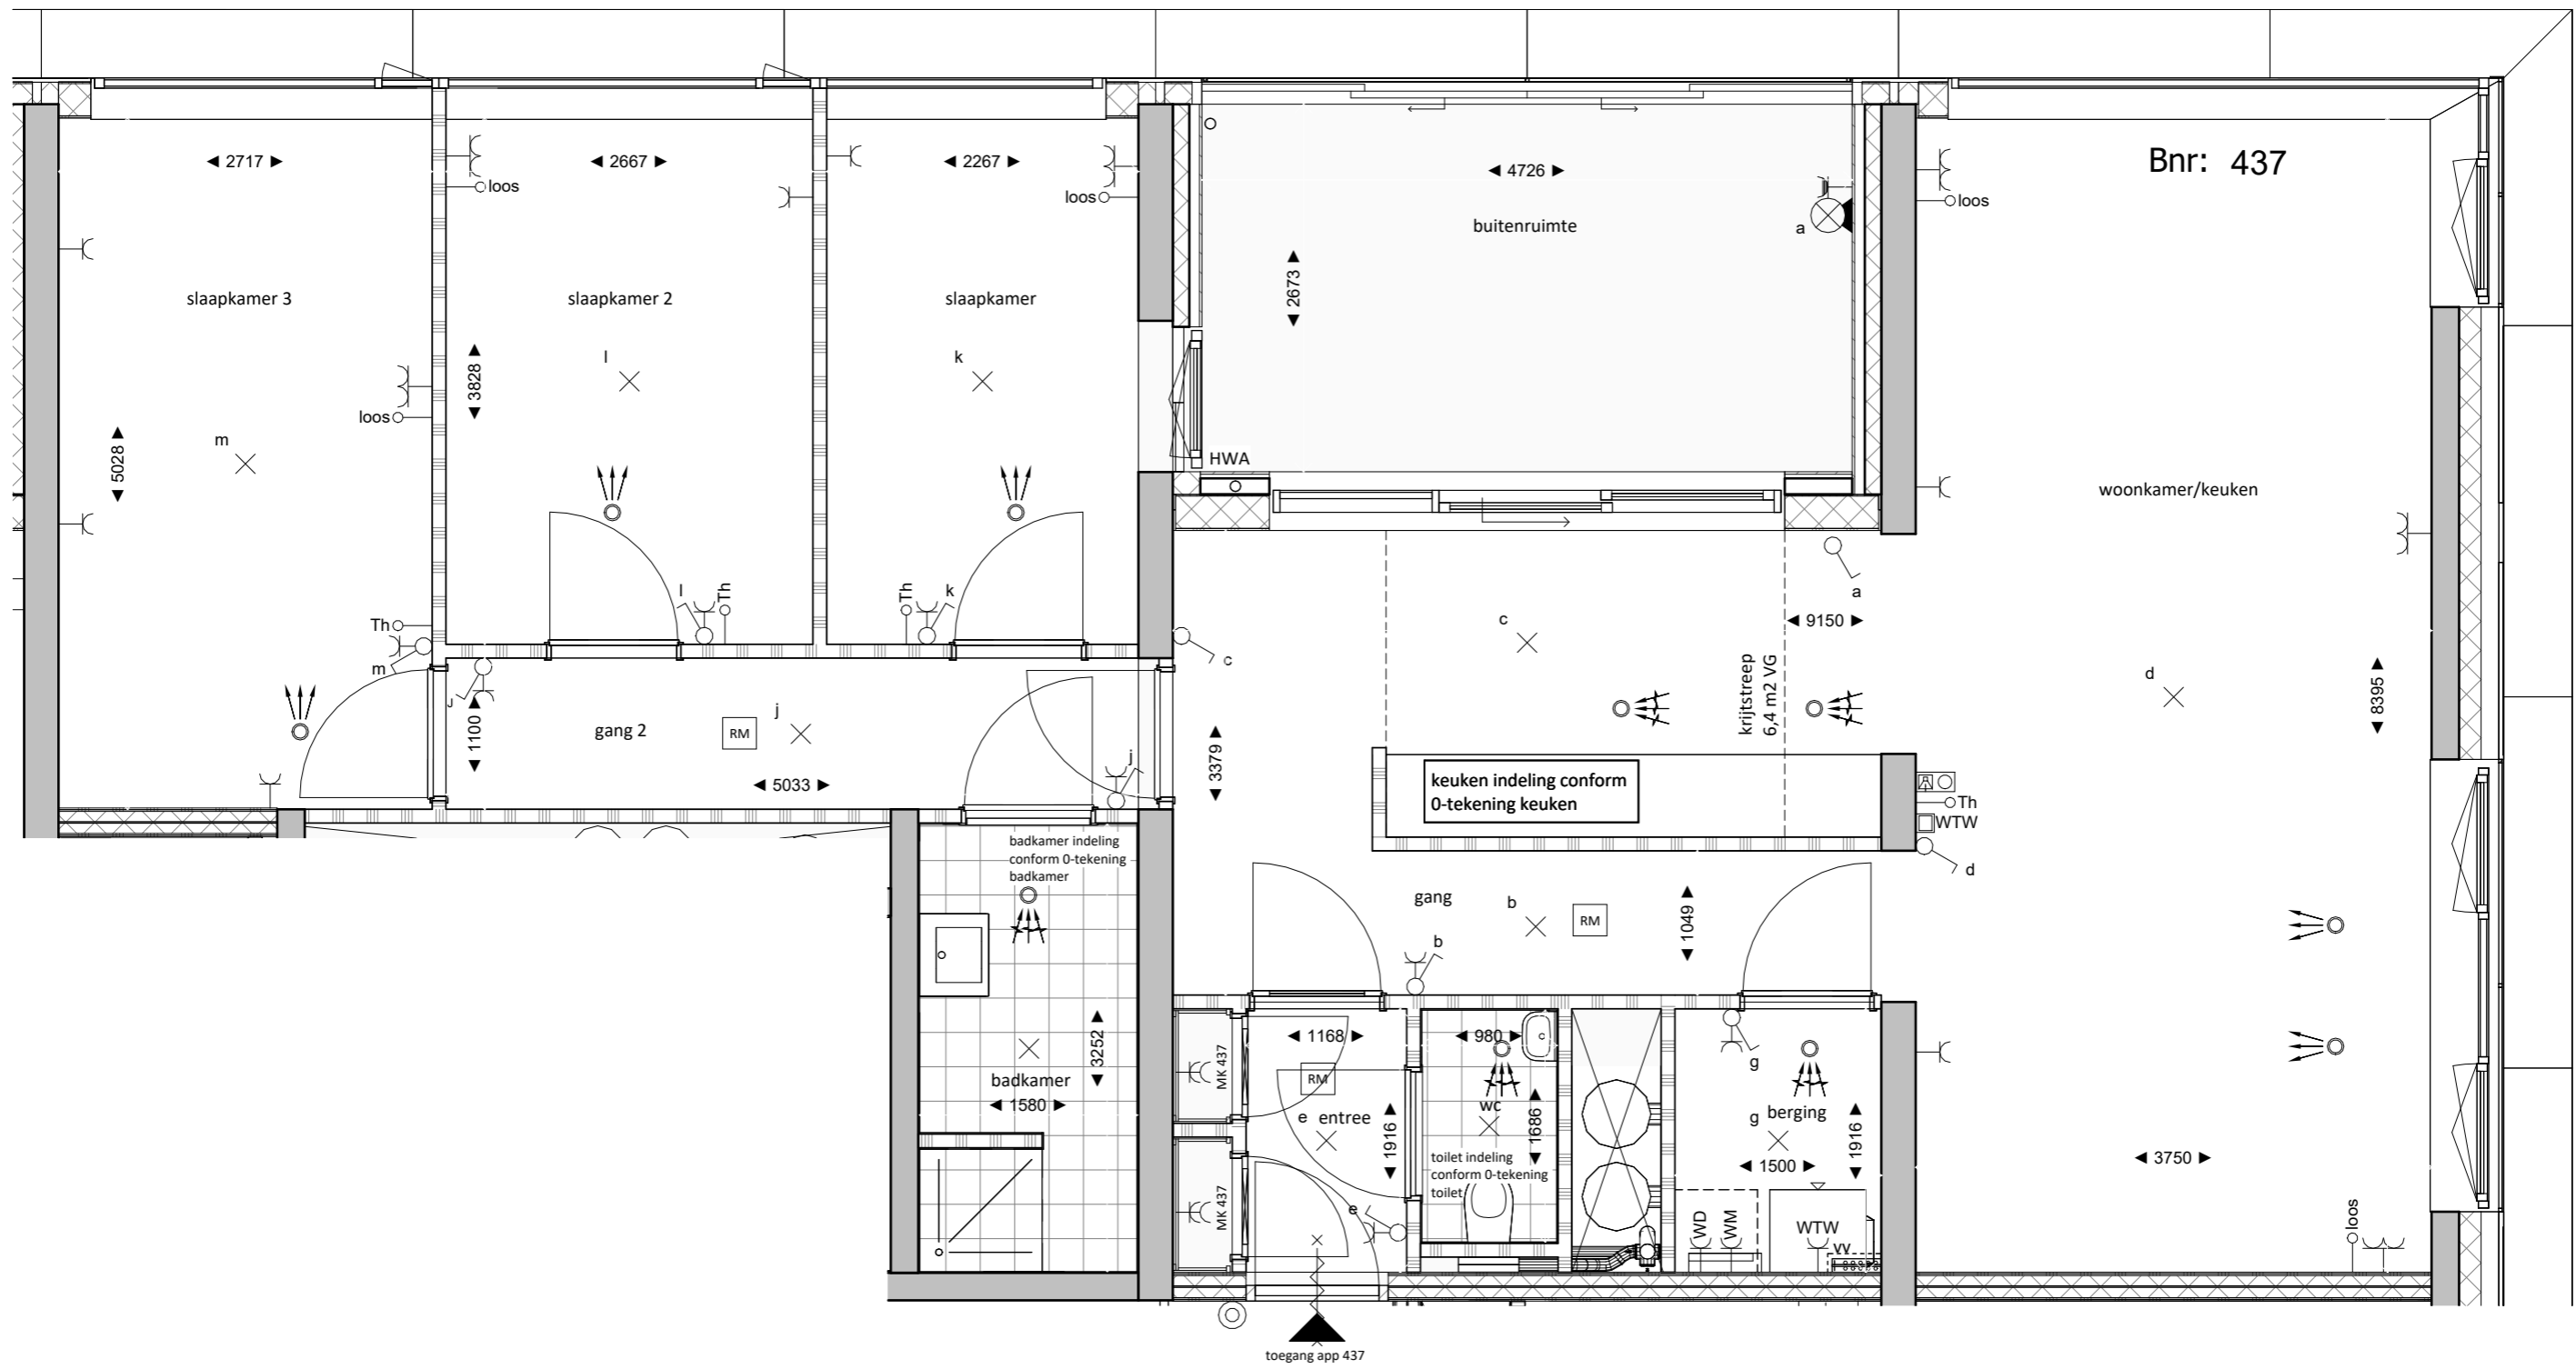 Bnr: 437
◄ 2717 ►
◄ 2667 ►
◄ 2267 ►
◄ 4726 ►
loos
loos
loos
a
buitenruimte
◄ 2673 ►
slaapkamer 3
slaapkamer 2
slaapkamer
l
k
◄ 3828 ►
loos
m
◄ 5028 ►
HWA
woonkamer/keuken
l
Th
Th
k
a
c
◄ 9150 ►
Th
m
c
krijtstreep
6,4 m2 VG
d
◄ 8395 ►
J
◄ 1100 ►
gang 2
RM
j
j
◄ 5033 ►
◄ 3379 ►
keuken indeling conform
0-tekening keuken
Th
WTW
d
badkamer indeling
conform 0-tekening
badkamer
gang
b
RM
◄ 1049 ►
b
◄ 3252 ►
badkamer
◄ 1580 ►
MK 437
MK 437
◄ 1168 ►
RM
e entree
◄ 1916 ►
e
◄ 980 ►
wc
◄ 1686 ►
toilet indeling
conform 0-tekening
toilet
g
g
berging
◄ 1500 ►
◄ 1916 ►
WD
WM
WTW
VV
◄ 3750 ►
loos
toegang app 437